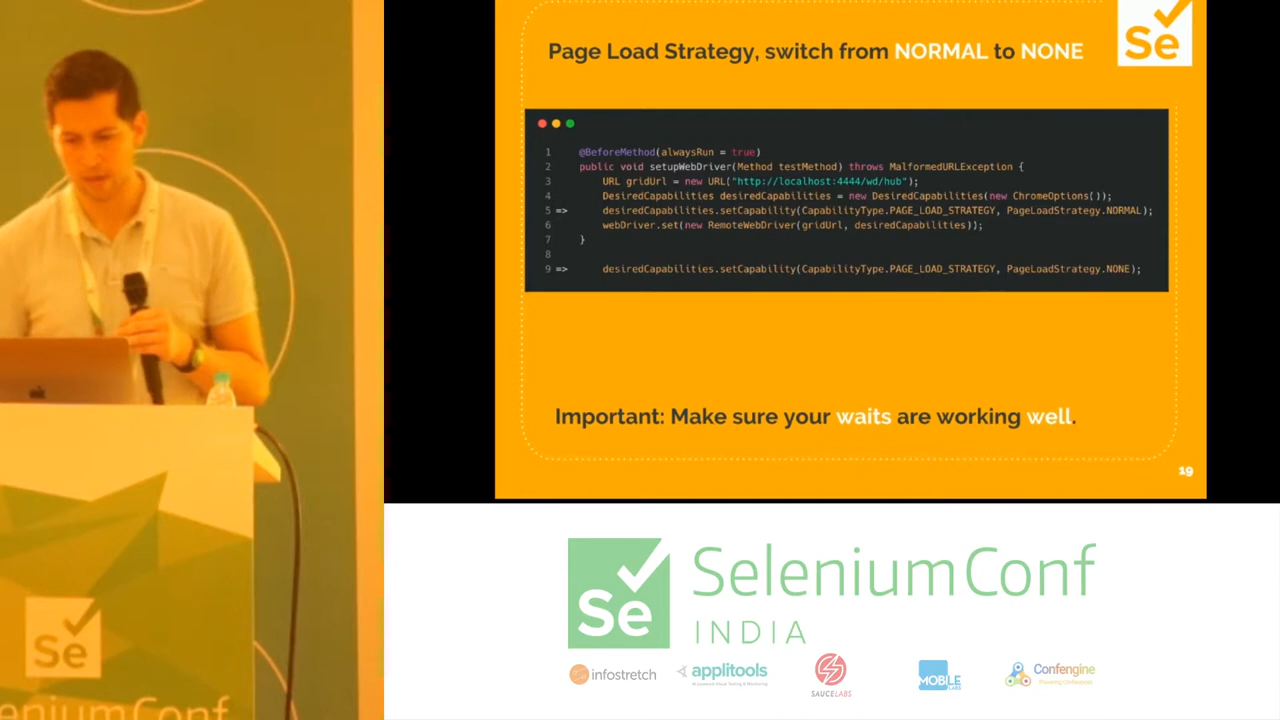 Page Load Strategy, switch from NORMAL to NONE
Se
1 @BeforeMethod(alwaysRun = true)
2 public void setupWebDriver(Method testMethod) throws MalformedURLException {
3 URL gridUrl = new URL("http://localhost:4444/wd/hub");
4 DesiredCapabilities desiredCapabilities = new DesiredCapabilities(new ChromeOptions());
5 => desiredCapabilities.setCapability(CapabilityType.PAGE_LOAD_STRATEGY, PageLoadStrategy.NORMAL);
6 webDriver.set(new RemoteWebDriver(gridUrl, desiredCapabilities));
7 }
8
9 => desiredCapabilities.setCapability(CapabilityType.PAGE_LOAD_STRATEGY, PageLoadStrategy.NONE);
Important: Make sure your waits are working well.
19
Se
SeleniumConf
INDIA
infostretch
applitools
SAUCELABS
MOBILE
LABS
Confengine
Se
eleniumConf